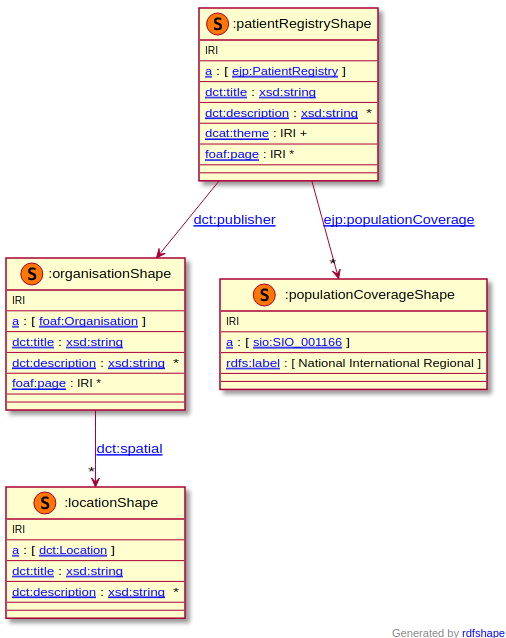 S :patientRegistryShape
IRI
a : [ ejp:PatientRegistry ]
dct:title : xsd:string
dct:description : xsd:string *
dcat:theme : IRI +
foaf:page : IRI *
dct:publisher
ejp:populationCoverage
*
S :organisationShape
IRI
a : [ foaf:Organisation ]
dct:title : xsd:string
dct:description : xsd:string *
foaf:page : IRI *
S :populationCoverageShape
IRI
a : [ sio:SIO_001166 ]
rdfs:label : [ National International Regional ]
dct:spatial
*
S :locationShape
IRI
a : [ dct:Location ]
dct:title : xsd:string
dct:description : xsd:string *
Generated by rdfshape